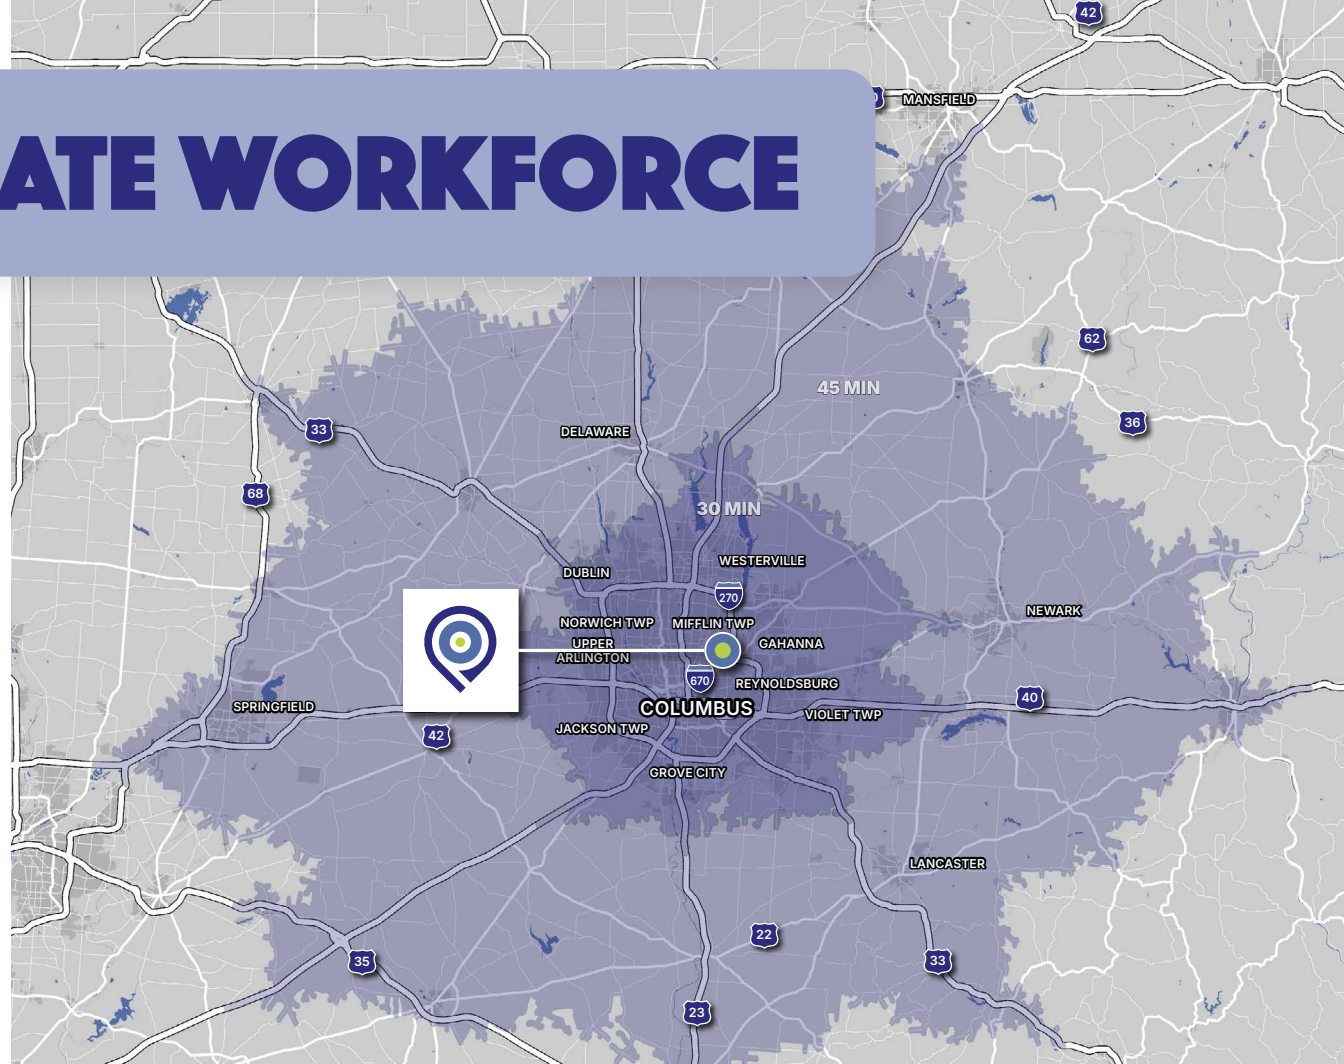 42
MANSFIELD
ATE WORKFORCE
62
45 MIN
36
33
DELAWARE
68
30 MIN
WESTERVILLE
DUBLIN
270
NEWARK
NORWICH TWP
MIFFLIN TWP
UPPER
ARLINGTON
GAHANNA
670
REYNOLDSBURG
40
SPRINGFIELD
COLUMBUS
VIOLET TWP
42
JACKSON TWP
GROVE CITY
LANCASTER
22
35
33
23